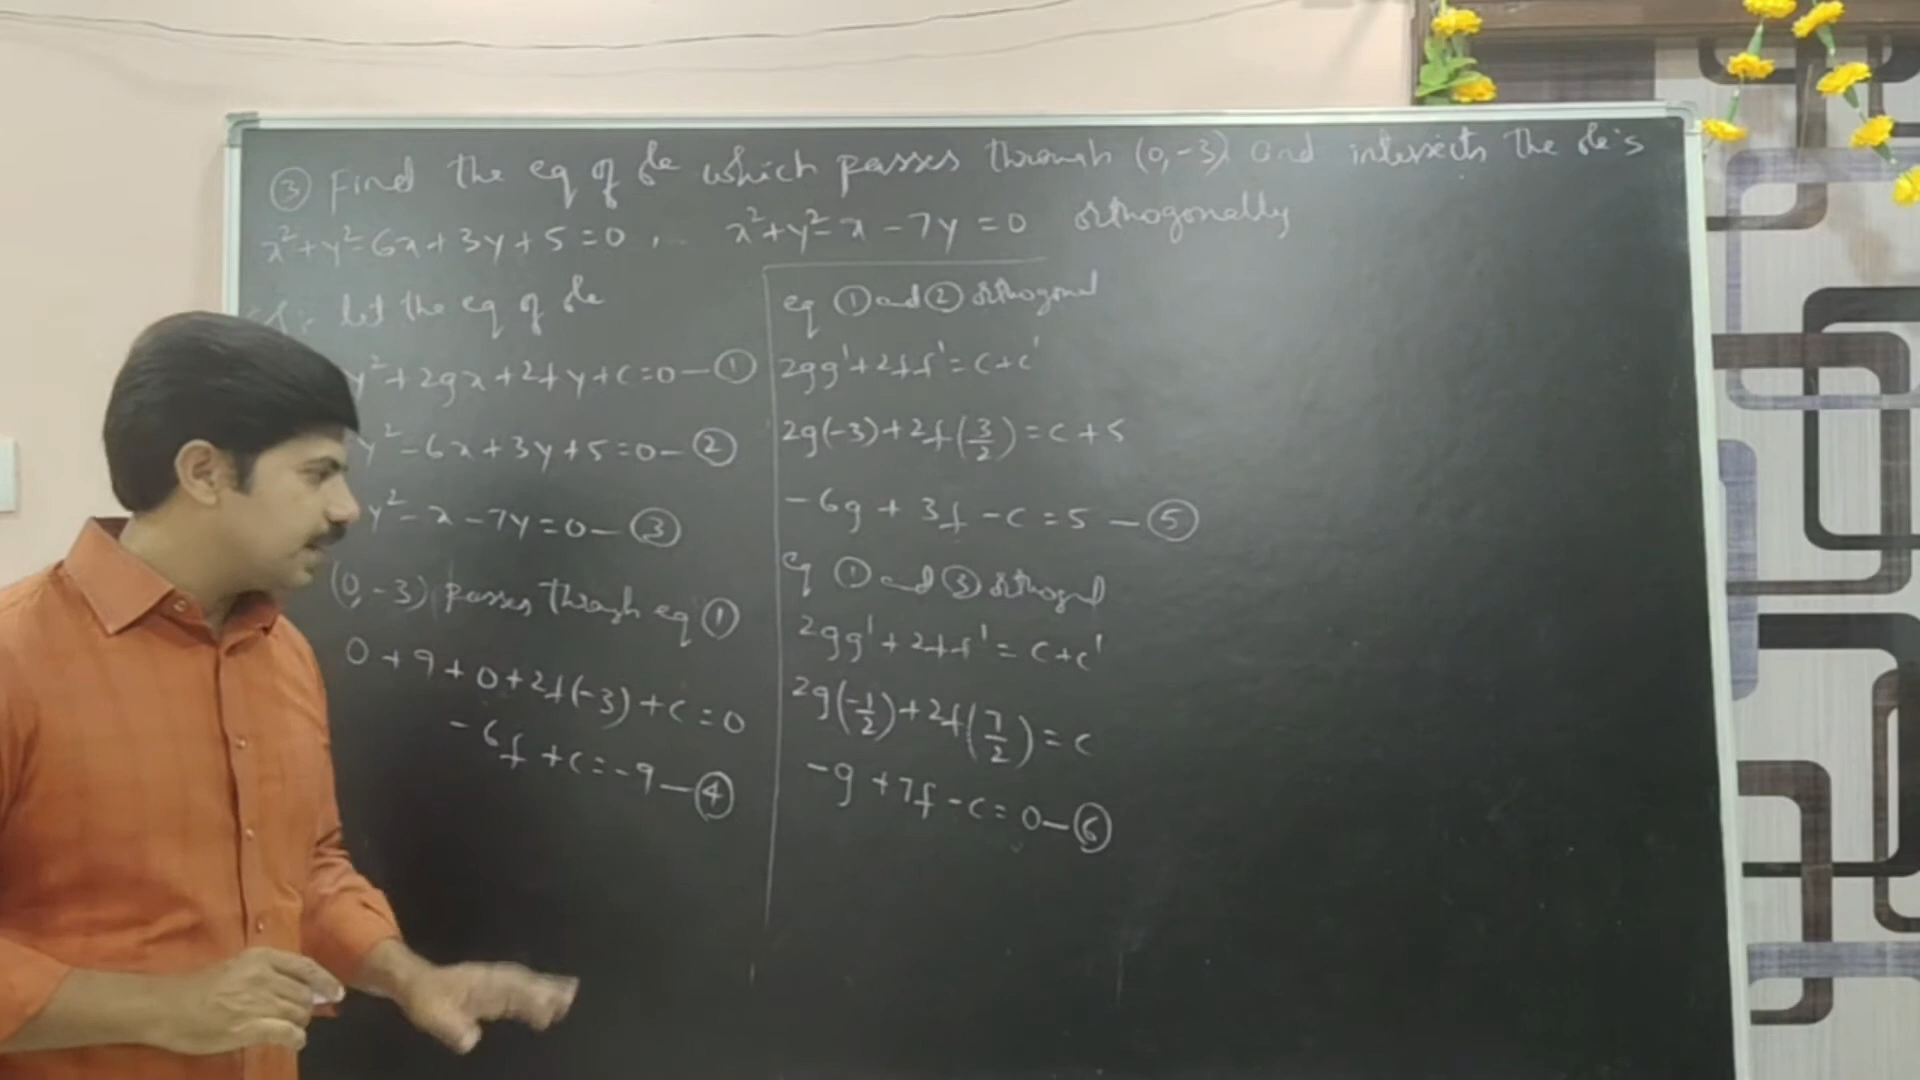 ③ Find the eq of le which passes through (0,-3) and intersects the le's
x²+y²-6x+3y+5=0, x²+y²-x-7y=0 orthogonally
let the eq of le
y²+2gx+2fy+c=0-①
y²-6x+3y+5=0-②
y²-x-7y=0-③
(0,-3) passes through eq ①
0+9+0+2f(-3)+c=0
-6f+c=-9-④
eq ① and ② orthogonal
2gg'+2ff'=c+c'
2g(-3)+2f(3/2)=c+5
-6g+3f-c=5-⑤
eq ① and ③ orthogonal
2gg'+2ff'=c+c'
2g(-1/2)+2f(7/2)=c
-g+7f-c=0-⑥